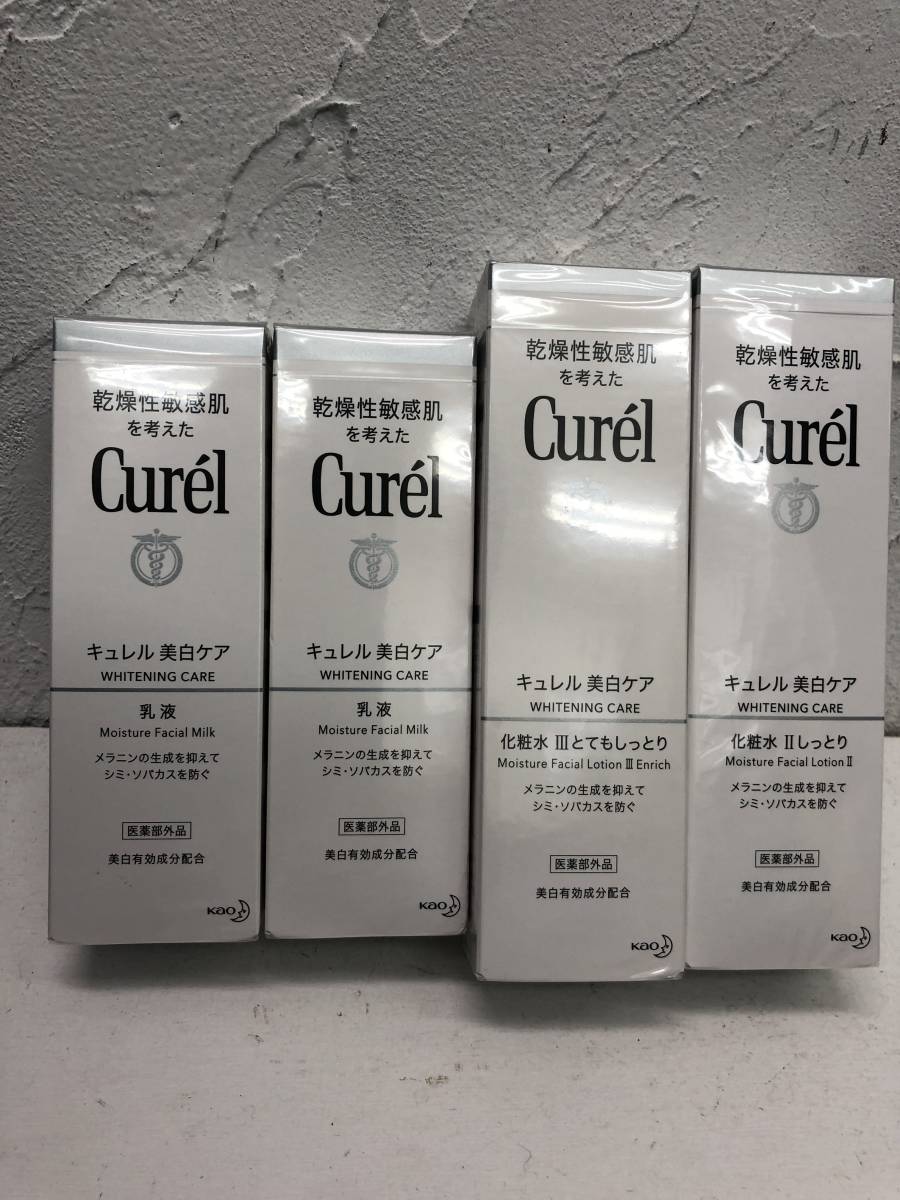 乾燥性敏感肌
を考えた
Curél
キュレル 美白ケア
WHITENING CARE
乳液
Moisture Facial Milk
メラニンの生成を抑えて
シミ・ソバカスを防ぐ
医薬部外品
美白有効成分配合
Kao
乾燥性敏感肌
を考えた
Curél
キュレル 美白ケア
WHITENING CARE
乳液
Moisture Facial Milk
メラニンの生成を抑えて
シミ・ソバカスを防ぐ
医薬部外品
美白有効成分配合
Kao
乾燥性敏感肌
を考えた
Curél
キュレル 美白ケア
WHITENING CARE
化粧水 Ⅲとてもしっとり
Moisture Facial Lotion Ⅲ Enrich
メラニンの生成を抑えて
シミ・ソバカスを防ぐ
医薬部外品
美白有効成分配合
Kao
乾燥性敏感肌
を考えた
Curél
キュレル 美白ケア
WHITENING CARE
化粧水 Ⅱしっとり
Moisture Facial Lotion Ⅱ
メラニンの生成を抑えて
シミ・ソバカスを防ぐ
医薬部外品
美白有効成分配合
Kao